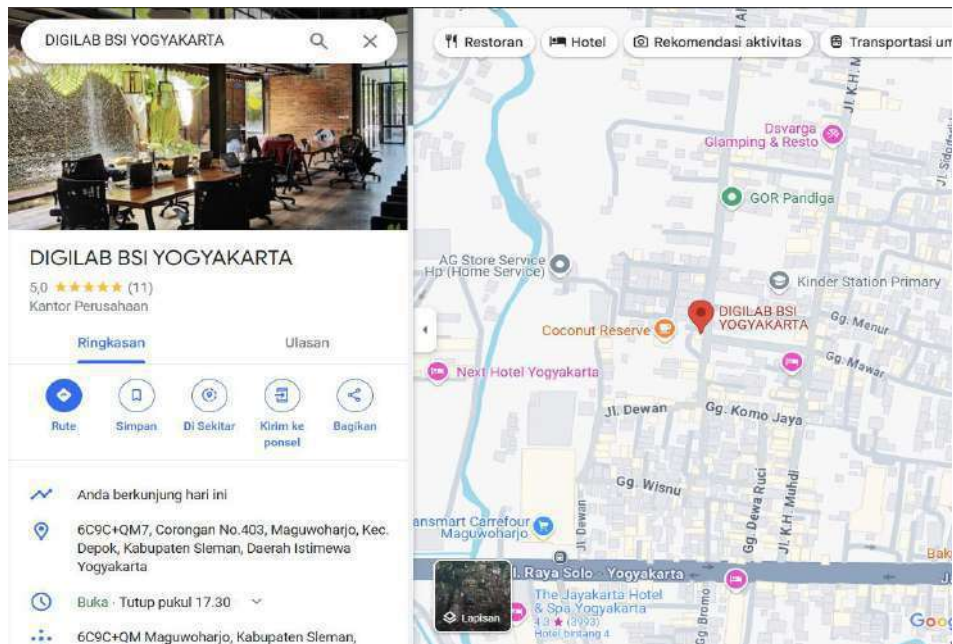 DIGILAB BSI YOGYAKARTA
DIGILAB BSI YOGYAKARTA
5,0 ★★★★★ (11)
Kantor Perusahaan
Ringkasan
Ulasan
Rute
Simpan
Di Sekitar
Kirim ke
ponsel
Bagikan
Anda berkunjung hari ini
6C9C+QM7, Corongan No.403, Maguwoharjo, Kec.
Depok, Kabupaten Sleman, Daerah Istimewa
Yogyakarta
Buka · Tutup pukul 17.30
6C9C+QM Maguwoharjo, Kabupaten Sleman,
Restoran
Hotel
Rekomendasi aktivitas
Transportasi um
Jl. Al
Jl. K.H. M
Dsvarga
Glamping & Resto
GOR Pandiga
AG Store Service
Hp (Home Service)
Kinder Station Primary
DIGILAB BSI
YOGYAKARTA
Coconut Reserve
Gg. Menur
Gg. Mawar
Next Hotel Yogyakarta
Jl. Dewan
Gg. Komo Jaya
Gg. Wisnu
Gg. Dewa Ruci
Jl. K.H. Muhdi
Jl. Dewan
ansmart Carrefour
Maguwoharjo
l. Raya Solo - Yogyakarta
Bak
Lapisan
The Jayakarta Hotel
& Spa Yogyakarta
4,3 ★ (3993)
Hotel bintang 4
Gg. Bromo
Goog